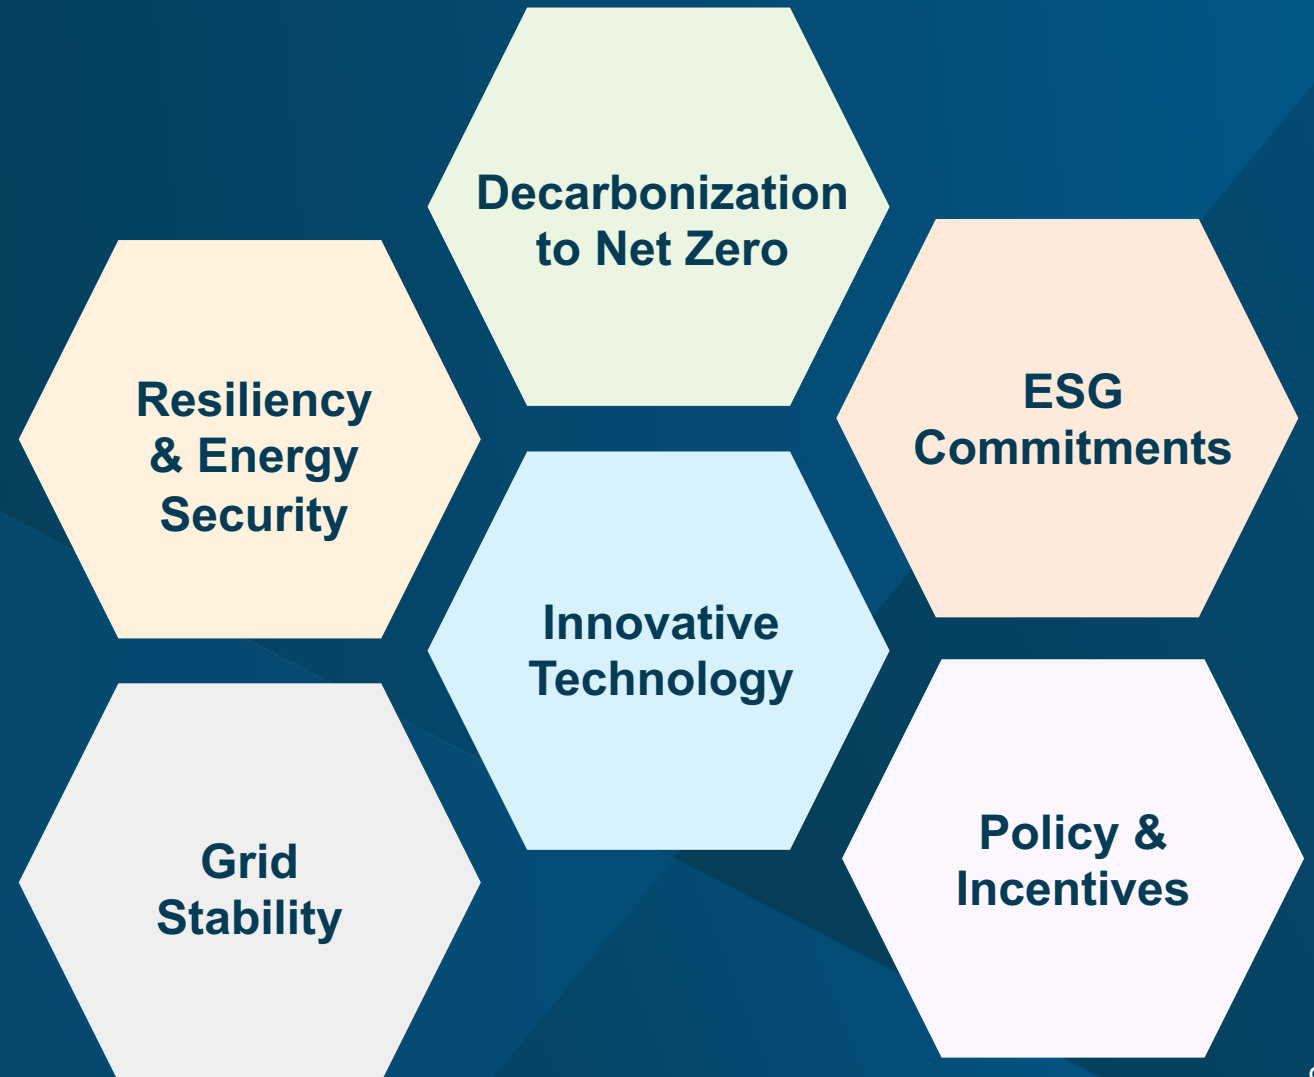 Decarbonization
to Net Zero
Resiliency
& Energy
Security
ESG
Commitments
Innovative
Technology
Grid
Stability
Policy &
Incentives